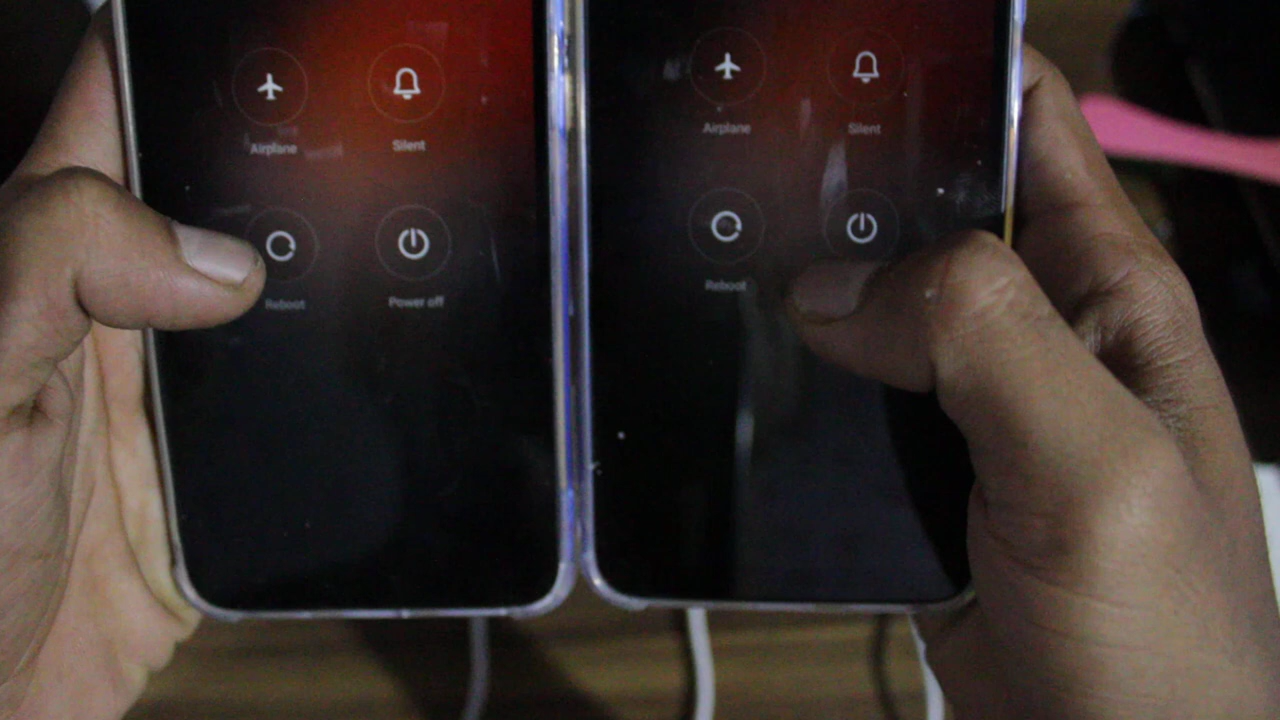 Airplane
Silent
Reboot
Power off
Airplane
Silent
Reboot